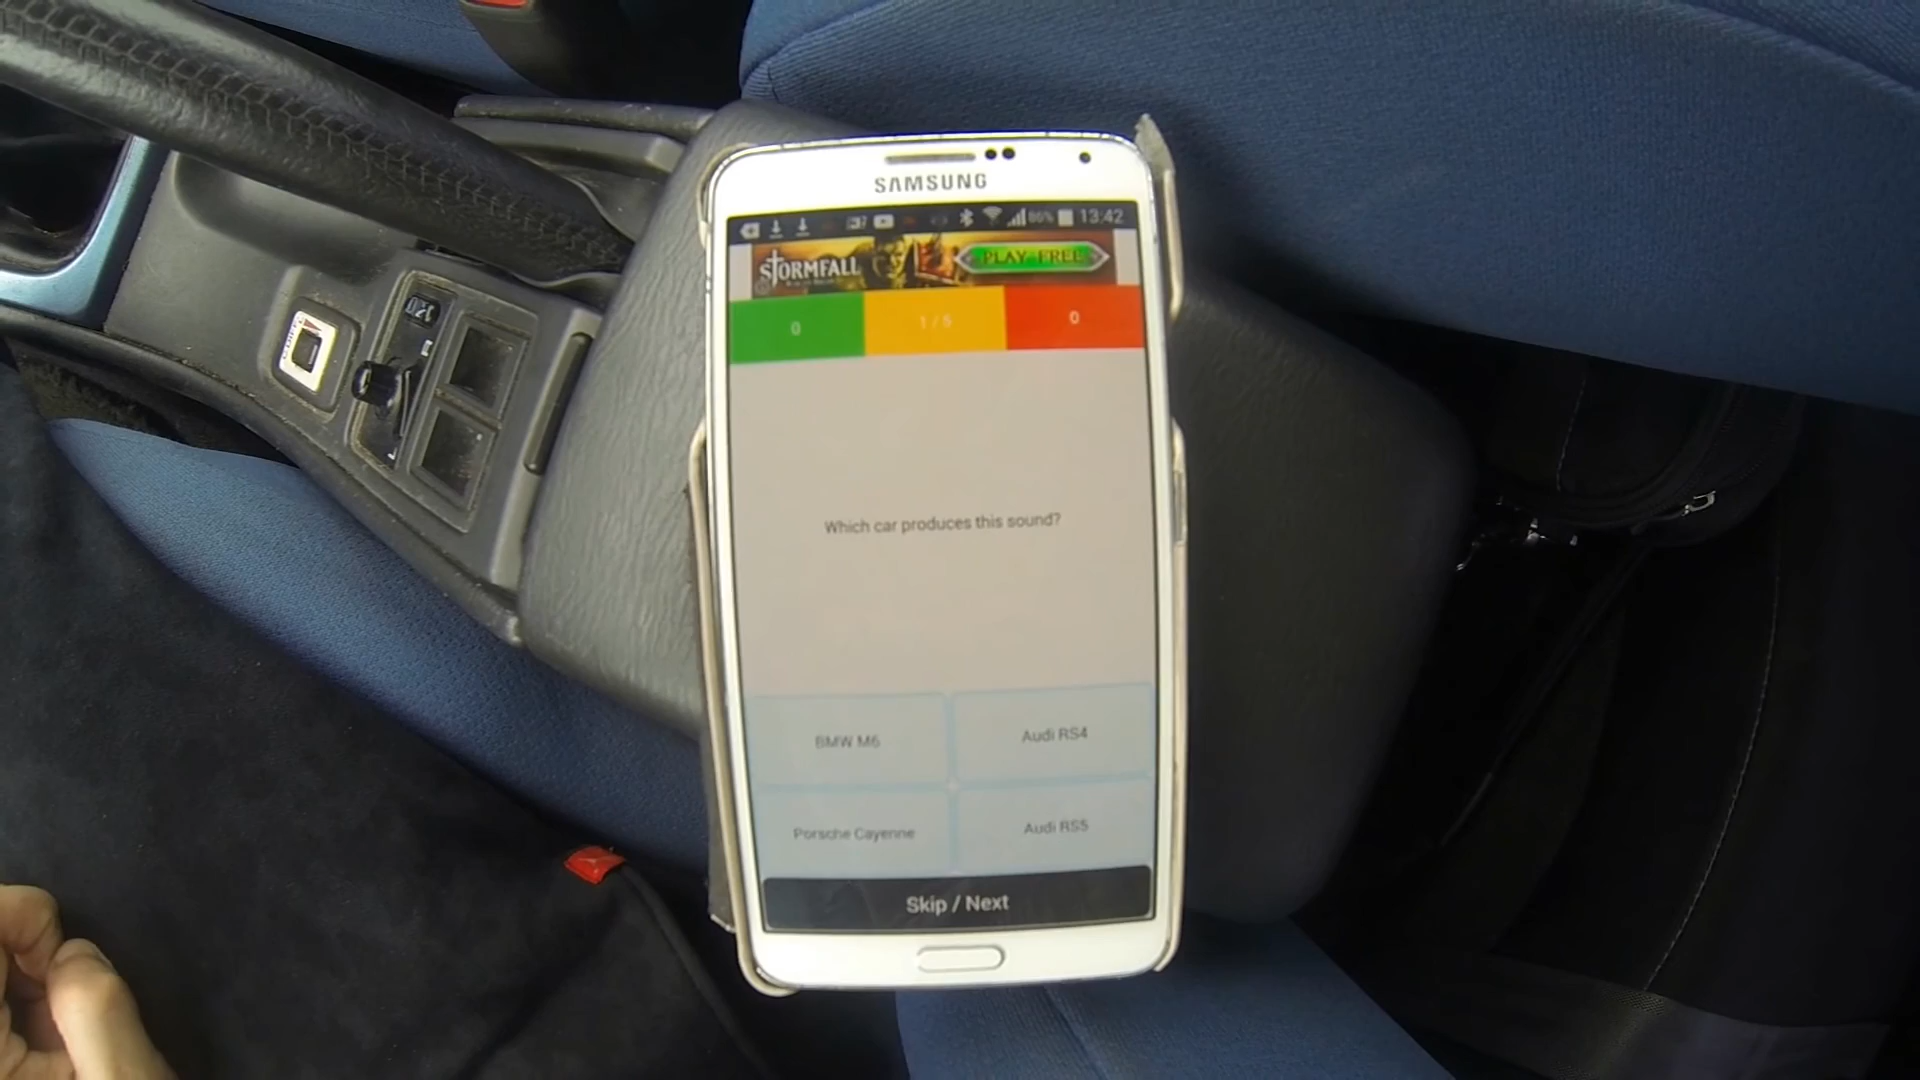 SAMSUNG
86% 13:42
STORMFALL
PLAY FREE
0
1 / 5
0
Which car produces this sound?
BMW M6
Audi RS4
Porsche Cayenne
Audi RS5
Skip / Next